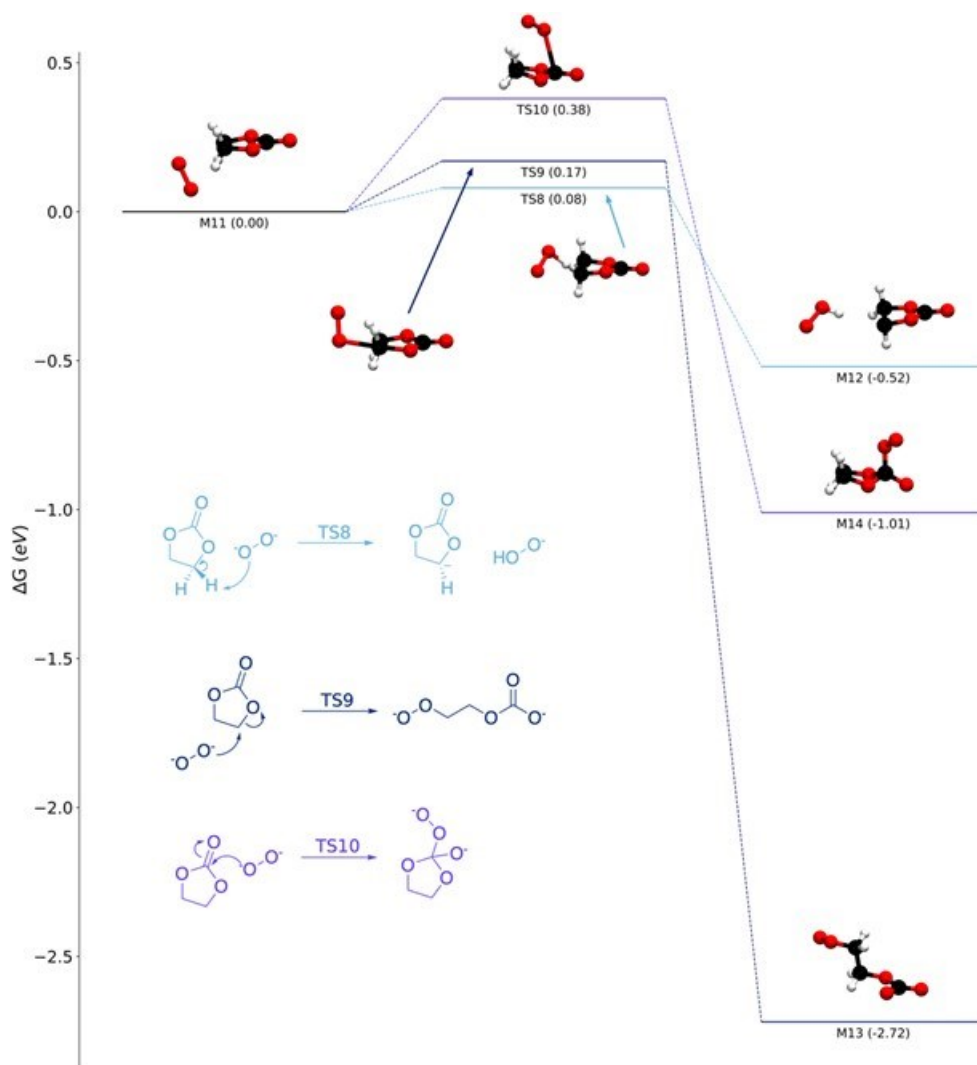 ΔG (eV)
0.5
0.0
−0.5
−1.0
−1.5
−2.0
−2.5
TS10 (0.38)
TS9 (0.17)
TS8 (0.08)
M11 (0.00)
M12 (-0.52)
M14 (-1.01)
M13 (-2.72)
O
O O
H H
-O O-
TS8
O
O O
-
H
HO O-
O
O O
-O O-
TS9
-O O O O O-
O
O
O O
-O O-
TS10
-O
O
O-
O O